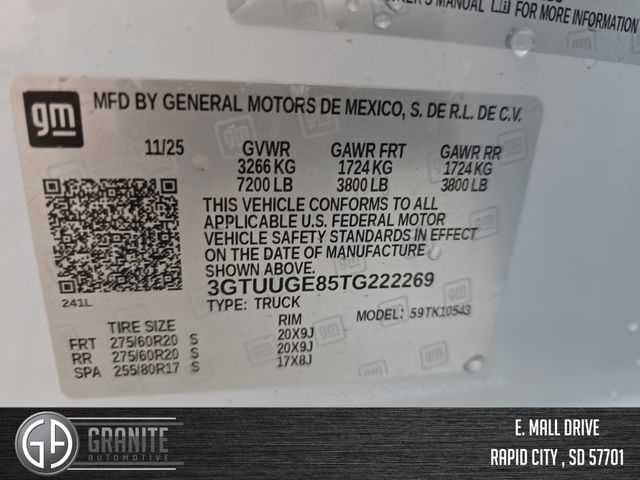 NER'S MANUAL
FOR MORE INFORMATION
gm
MFD BY GENERAL MOTORS DE MEXICO, S. DE R.L. DE C.V.
11/25 GVWR GAWR FRT GAWR RR
3266 KG 1724 KG 1724 KG
7200 LB 3800 LB 3800 LB
THIS VEHICLE CONFORMS TO ALL
APPLICABLE U.S. FEDERAL MOTOR
VEHICLE SAFETY STANDARDS IN EFFECT
ON THE DATE OF MANUFACTURE
SHOWN ABOVE.
3GTUUGE85TG222269
241L
TYPE: TRUCK MODEL: 59TK10543
TIRE SIZE RIM
FRT 275/60R20 S 20X9J
RR 275/60R20 S 20X9J
SPA 255/80R17 S 17X8J
GA GRANITE
AUTOMOTIVE
E. MALL DRIVE
RAPID CITY , SD 57701